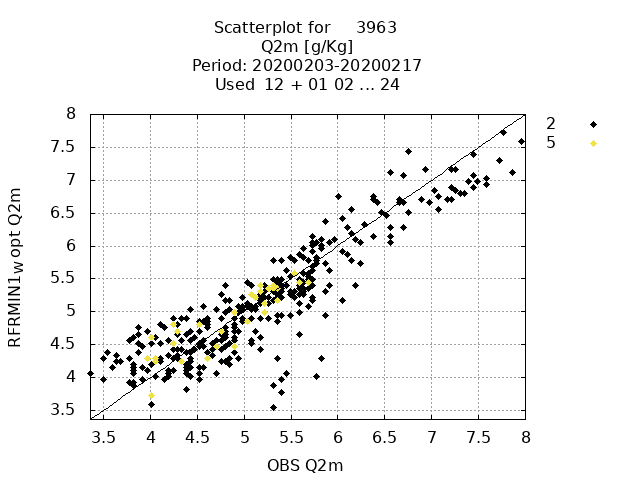 Scatterplot for 3963
Q2m [g/Kg]
Period: 20200203-20200217
Used 12 + 01 02 ... 24
2
5
RFRMIN1_W opt Q2m
8
7.5
7
6.5
6
5.5
5
4.5
4
3.5
3.5 4 4.5 5 5.5 6 6.5 7 7.5 8
OBS Q2m